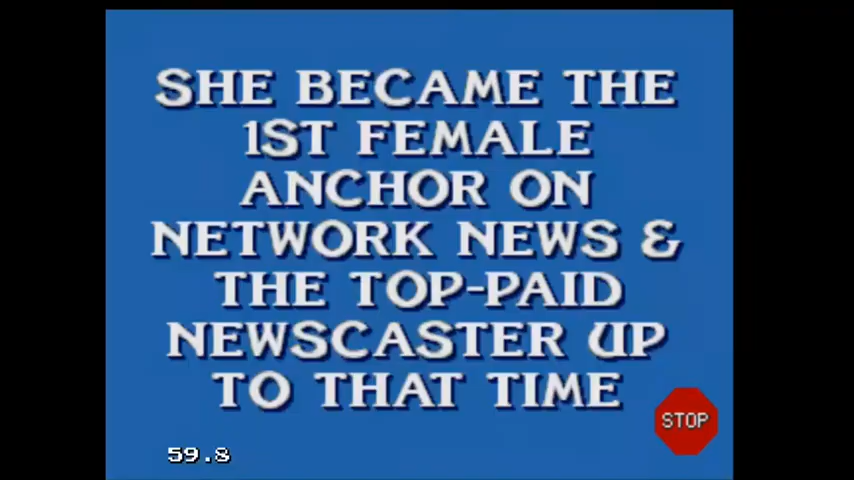 SHE BECAME THE
1ST FEMALE
ANCHOR ON
NETWORK NEWS &
THE TOP-PAID
NEWSCASTER UP
TO THAT TIME
STOP
59.8